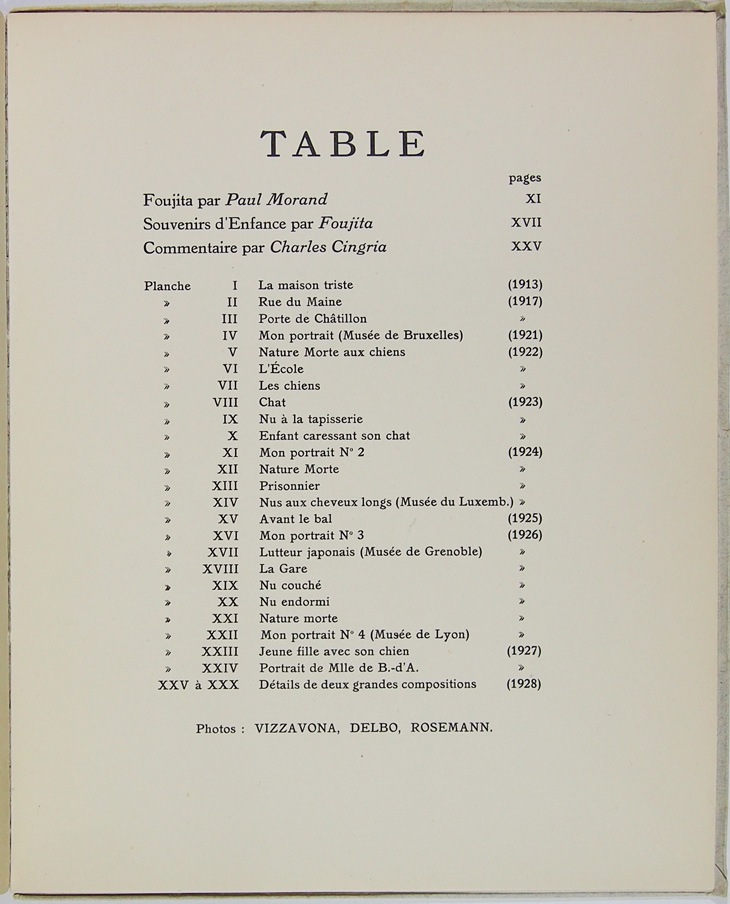 TABLE
pages
Foujita par Paul Morand XI
Souvenirs d'Enfance par Foujita XVII
Commentaire par Charles Cingria XXV
Planche I La maison triste (1913)
» II Rue du Maine (1917)
» III Porte de Châtillon »
» IV Mon portrait (Musée de Bruxelles) (1921)
» V Nature Morte aux chiens (1922)
» VI L'École »
» VII Les chiens »
» VIII Chat (1923)
» IX Nu à la tapisserie »
» X Enfant caressant son chat »
» XI Mon portrait N° 2 (1924)
» XII Nature Morte »
» XIII Prisonnier »
» XIV Nus aux cheveux longs (Musée du Luxemb.) »
» XV Avant le bal (1925)
» XVI Mon portrait N° 3 (1926)
» XVII Lutteur japonais (Musée de Grenoble) »
» XVIII La Gare »
» XIX Nu couché »
» XX Nu endormi »
» XXI Nature morte »
» XXII Mon portrait N° 4 (Musée de Lyon) »
» XXIII Jeune fille avec son chien (1927)
» XXIV Portrait de Mlle de B.-d'A. »
XXV à XXX Détails de deux grandes compositions (1928)
Photos : VIZZAVONA, DELBO, ROSEMANN.